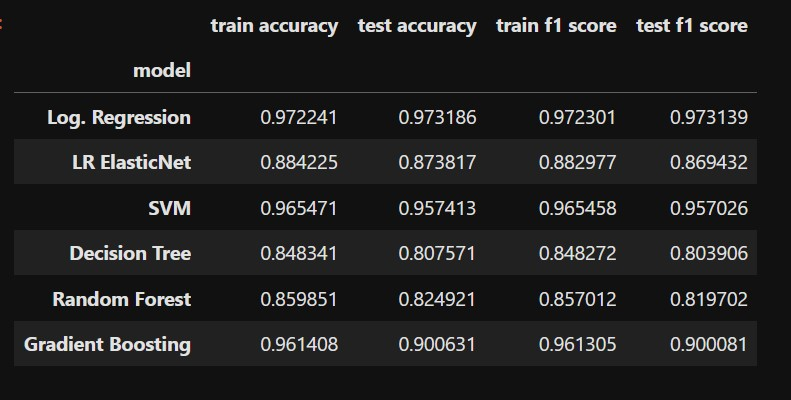 train accuracy test accuracy train f1 score test f1 score
model
Log. Regression 0.972241 0.973186 0.972301 0.973139
LR ElasticNet 0.884225 0.873817 0.882977 0.869432
SVM 0.965471 0.957413 0.965458 0.957026
Decision Tree 0.848341 0.807571 0.848272 0.803906
Random Forest 0.859851 0.824921 0.857012 0.819702
Gradient Boosting 0.961408 0.900631 0.961305 0.900081